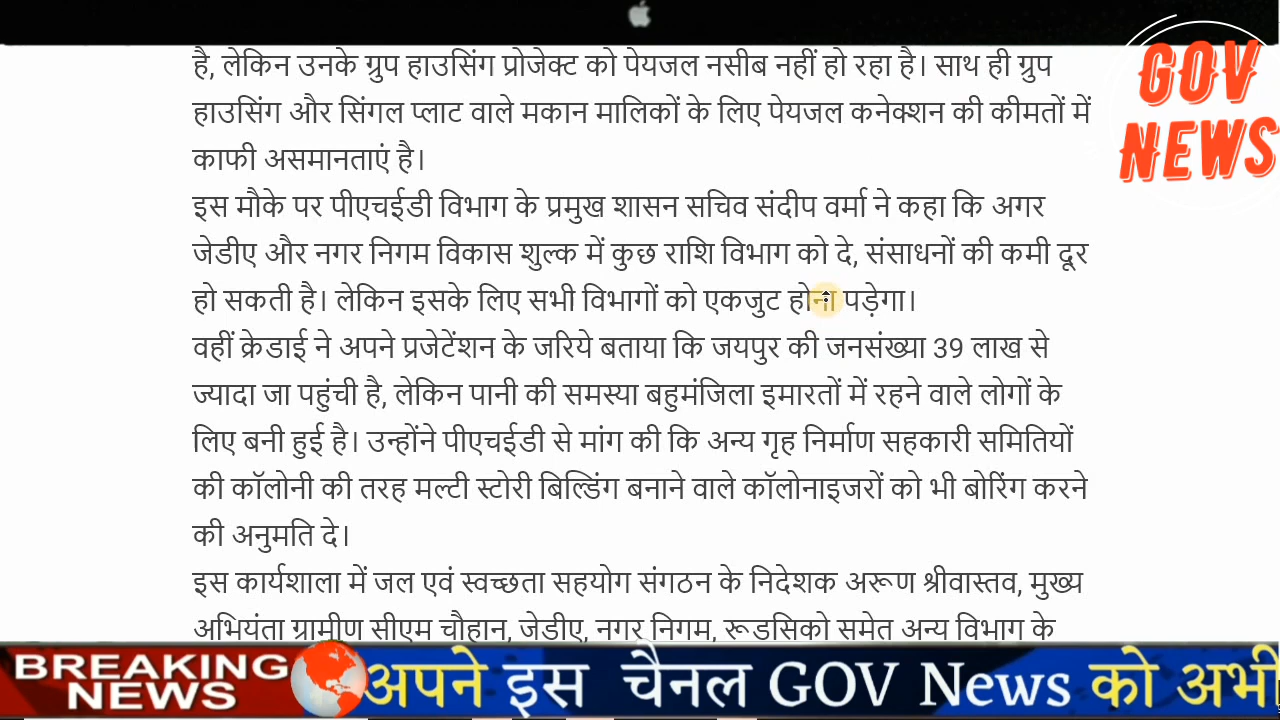 GOV
NEWS
है, लेकिन उनके ग्रुप हाउसिंग प्रोजेक्ट को पेयजल नसीब नहीं हो रहा है। साथ ही ग्रुप
हाउसिंग और सिंगल प्लाट वाले मकान मालिकों के लिए पेयजल कनेक्शन की कीमतों में
काफी असमानताएं है।
इस मौके पर पीएचईडी विभाग के प्रमुख शासन सचिव संदीप वर्मा ने कहा कि अगर
जेडीए और नगर निगम विकास शुल्क में कुछ राशि विभाग को दे, संसाधनों की कमी दूर
हो सकती है। लेकिन इसके लिए सभी विभागों को एकजुट होना पड़ेगा।
वहीं क्रेडाई ने अपने प्रजेटेंशन के जरिये बताया कि जयपुर की जनसंख्या 39 लाख से
ज्यादा जा पहुंची है, लेकिन पानी की समस्या बहुमंजिला इमारतों में रहने वाले लोगों के
लिए बनी हुई है। उन्होंने पीएचईडी से मांग की कि अन्य गृह निर्माण सहकारी समितियों
की कॉलोनी की तरह मल्टी स्टोरी बिल्डिंग बनाने वाले कॉलोनाइजरों को भी बोरिंग करने
की अनुमति दे।
इस कार्यशाला में जल एवं स्वच्छता सहयोग संगठन के निदेशक अरूण श्रीवास्तव, मुख्य
अभियंता ग्रामीण सीएम चौहान, जेडीए, नगर निगम, रूडसिको समेत अन्य विभाग के
BREAKING
NEWS
अपने इस चैनल GOV News को अभी